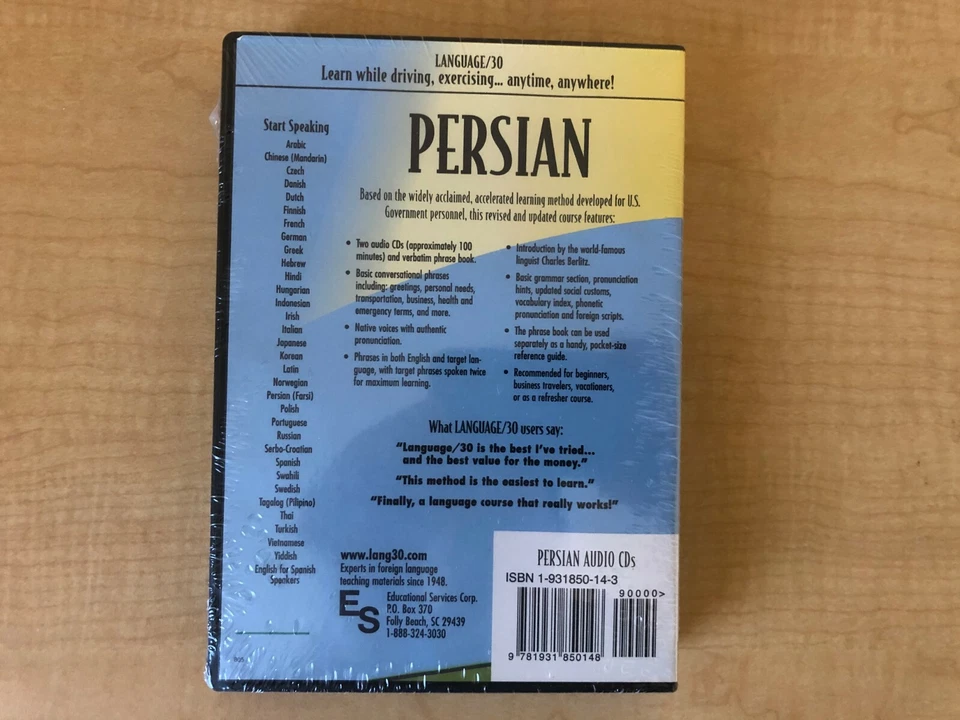 LANGUAGE/30
Learn while driving, exercising... anytime, anywhere!
Start Speaking
Arabic
Chinese (Mandarin)
Czech
Danish
Dutch
Finnish
French
German
Greek
Hebrew
Hindi
Hungarian
Indonesian
Irish
Italian
Japanese
Korean
Latin
Norwegian
Persian (Farsi)
Polish
Portuguese
Russian
Serbo-Croatian
Spanish
Swahili
Swedish
Tagalog (Pilipino)
Thai
Turkish
Vietnamese
Yiddish
English for Spanish
Speakers
PERSIAN
Based on the widely acclaimed, accelerated learning method developed for U.S.
Government personnel, this revised and updated course features:
• Two audio CDs (approximately 100
minutes) and verbatim phrase book.
• Basic conversational phrases
including: greetings, personal needs,
transportation, business, health and
emergency terms, and more.
• Native voices with authentic
pronunciation.
• Phrases in both English and target lan-
guage, with target phrases spoken twice
for maximum learning.
• Introduction by the world-famous
linguist Charles Berlitz.
• Basic grammar section, pronunciation
hints, updated social customs,
vocabulary index, phonetic
pronunciation and foreign scripts.
• The phrase book can be used
separately as a handy, pocket-size
reference guide.
• Recommended for beginners,
business travelers, vacationers,
or as a refresher course.
What LANGUAGE/30 users say:
"Language/30 is the best I've tried...
and the best value for the money."
"This method is the easiest to learn."
"Finally, a language course that really works!"
www.lang30.com
Experts in foreign language
teaching materials since 1948.
ES
Educational Services Corp.
P.O. Box 370
Folly Beach, SC 29439
1-888-324-3030
PERSIAN AUDIO CDs
ISBN 1-931850-14-3
90000>
9 781931 850148